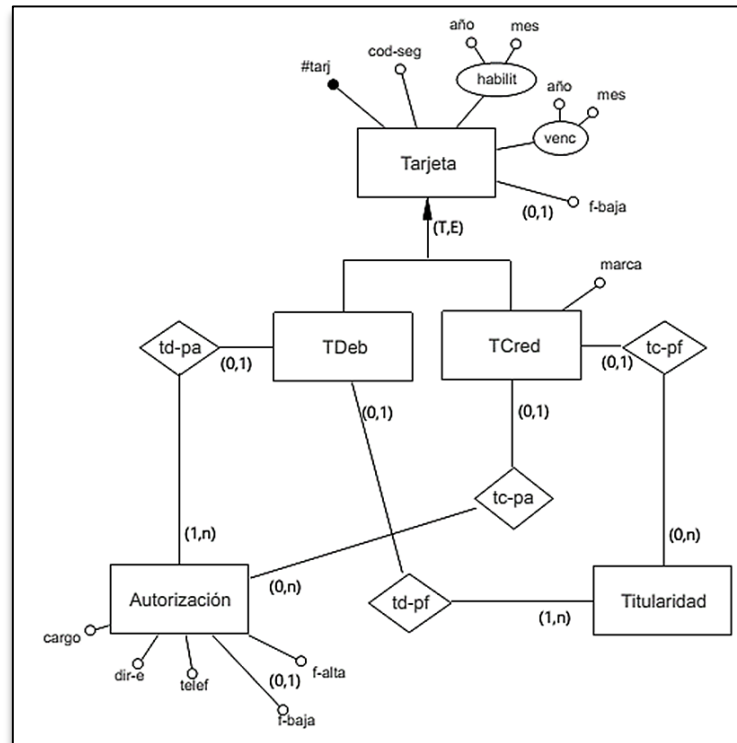 año
mes
cod-seg
#tarj
habilit
año
mes
venc
Tarjeta
(0,1)
f-baja
(T,E)
marca
td-pa
TDeb
TCred
tc-pf
(0,1)
(0,1)
(0,1)
(0,1)
tc-pa
(1,n)
(0,n)
(0,n)
Autorización
td-pf
Titularidad
(1,n)
cargo
dir-e
telef
(0,1)
f-alta
f-baja